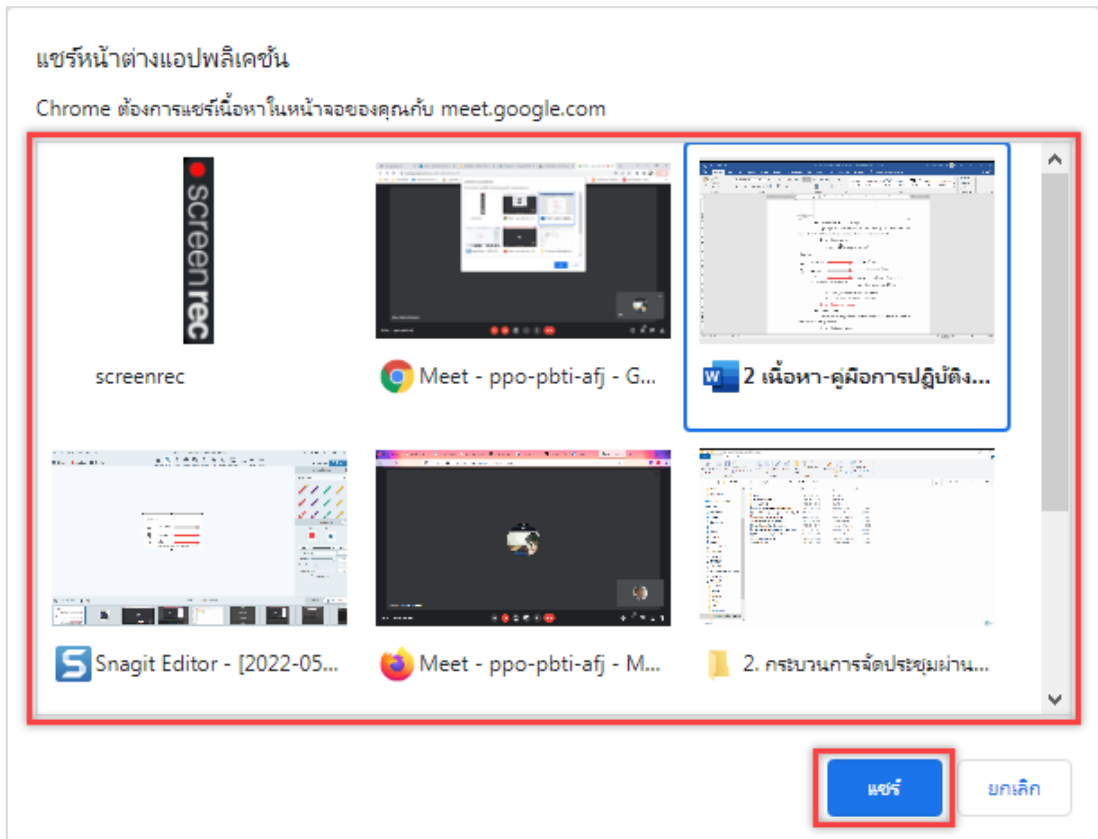 แชร์หน้าต่างแอปพลิเคชัน
Chrome ต้องการแชร์เนื้อหาในหน้าจอของคุณกับ meet.google.com
screenrec
screenrec
Meet - ppo-pbti-afj - G...
2 เนื้อหา-คู่มือการปฏิบัติง...
Snagit Editor - [2022-05...
Meet - ppo-pbti-afj - M...
2. กระบวนการจัดประชุมผ่าน...
แชร์
ยกเลิก